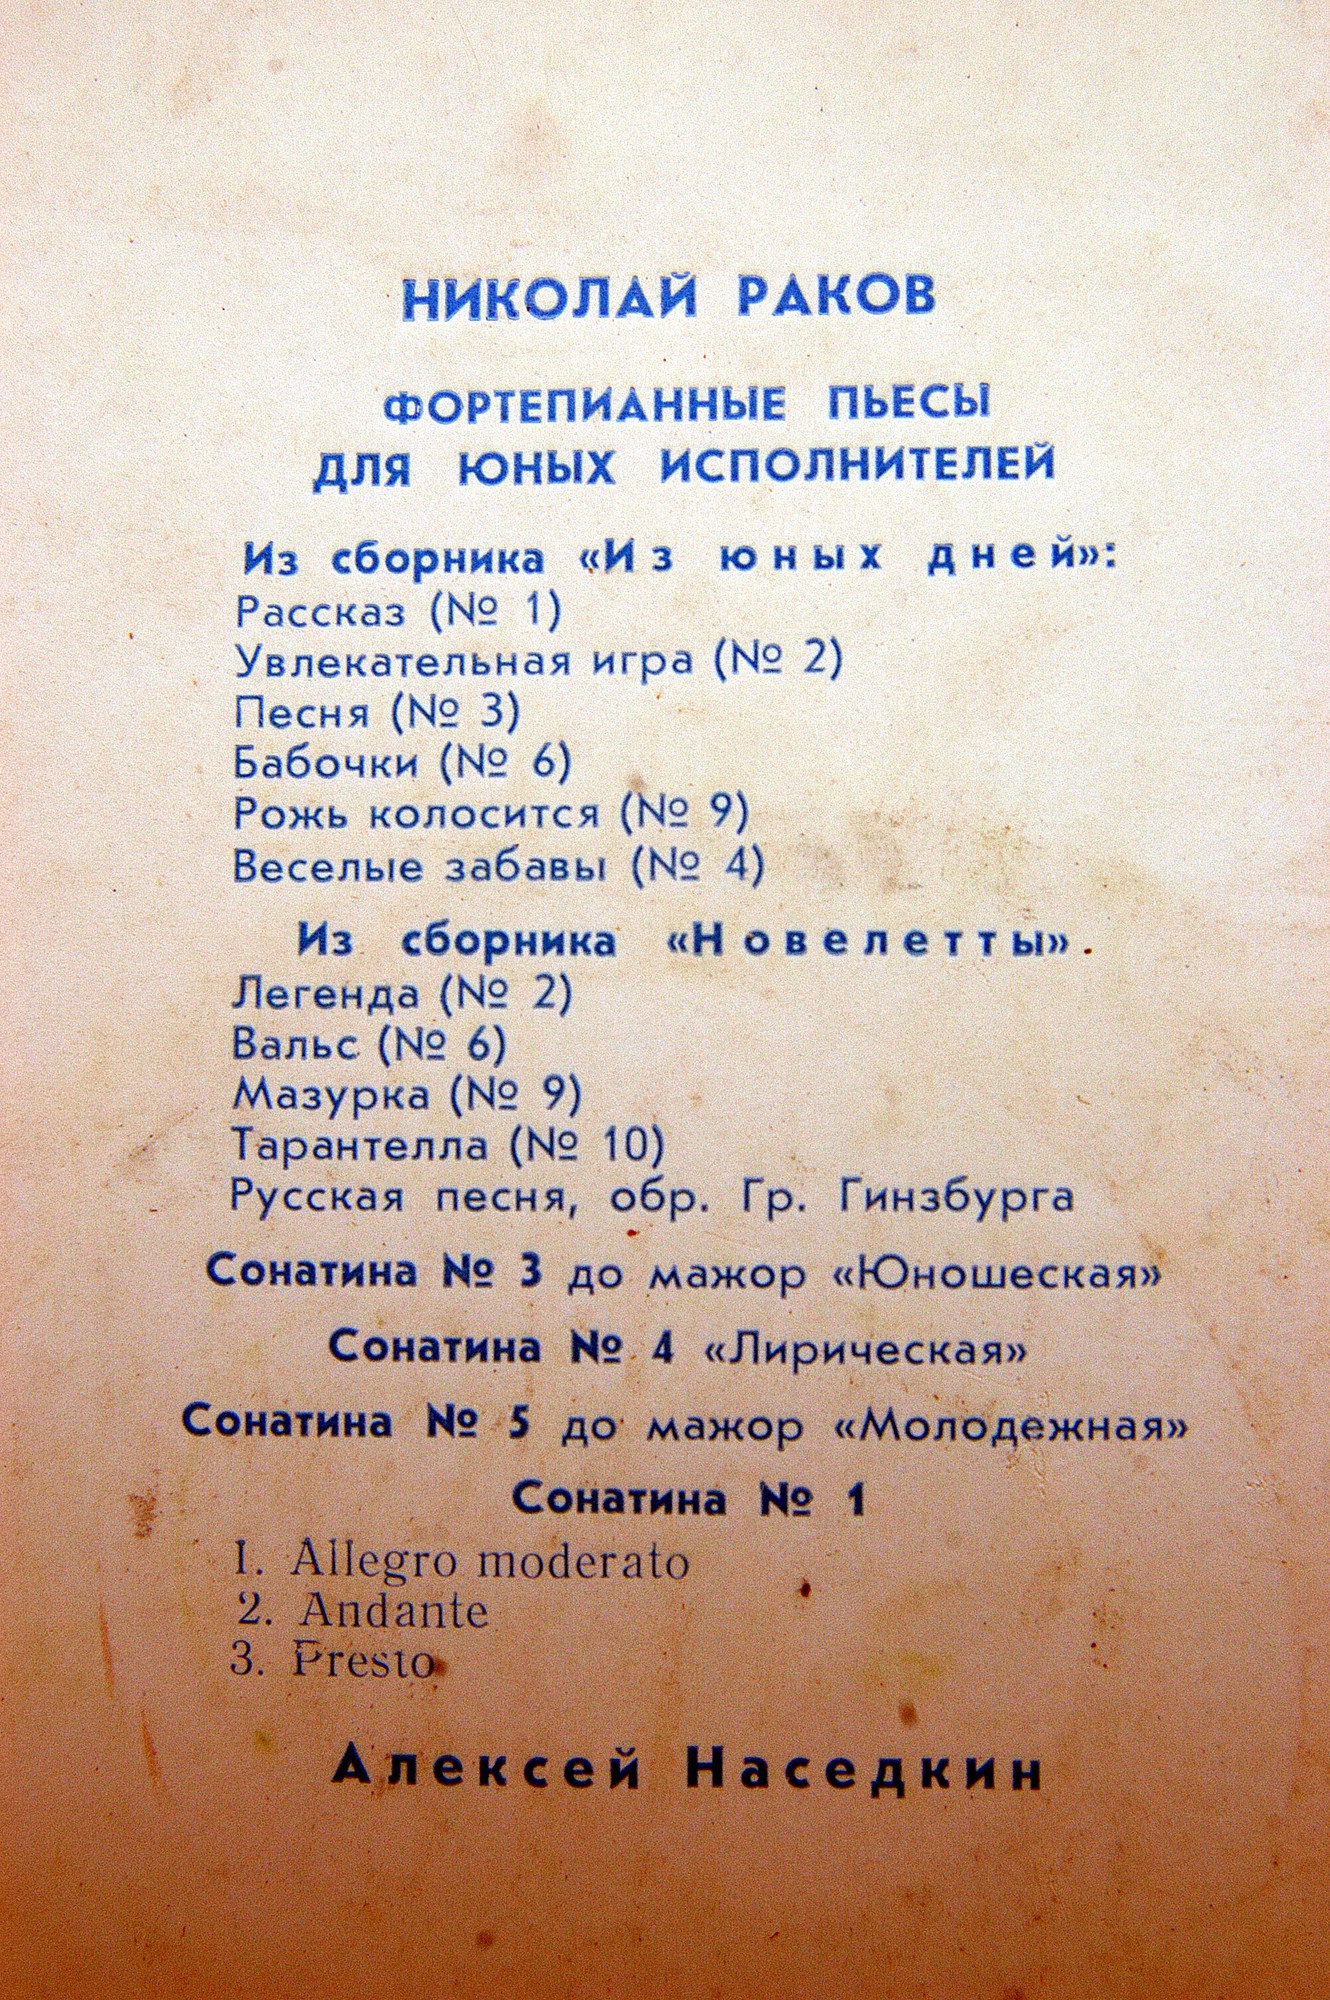 НИКОЛАЙ РАКОВ
ФОРТЕПИАННЫЕ ПЬЕСЫ
ДЛЯ ЮНЫХ ИСПОЛНИТЕЛЕЙ
Из сборника «Из юных дней»:
Рассказ (№ 1)
Увлекательная игра (№ 2)
Песня (№ 3)
Бабочки (№ 6)
Рожь колосится (№ 9)
Веселые забавы (№ 4)
Из сборника «Новелетты».
Легенда (№ 2)
Вальс (№ 6)
Мазурка (№ 9)
Тарантелла (№ 10)
Русская песня, обр. Гр. Гинзбурга
Сонатина № 3 до мажор «Юношеская»
Сонатина № 4 «Лирическая»
Сонатина № 5 до мажор «Молодежная»
Сонатина № 1
1. Allegro moderato
2. Andante
3. Presto
Алексей Наседкин